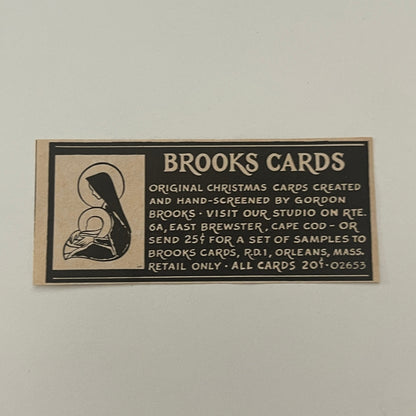 BROOKS CARDS
ORIGINAL CHRISTMAS CARDS CREATED
AND HAND-SCREENED BY GORDON
BROOKS · VISIT OUR STUDIO ON RTE.
6A, EAST BREWSTER, CAPE COD – OR
SEND 25¢ FOR A SET OF SAMPLES TO
BROOKS CARDS, R.D.1, ORLEANS, MASS.
RETAIL ONLY · ALL CARDS 20¢ · 02653